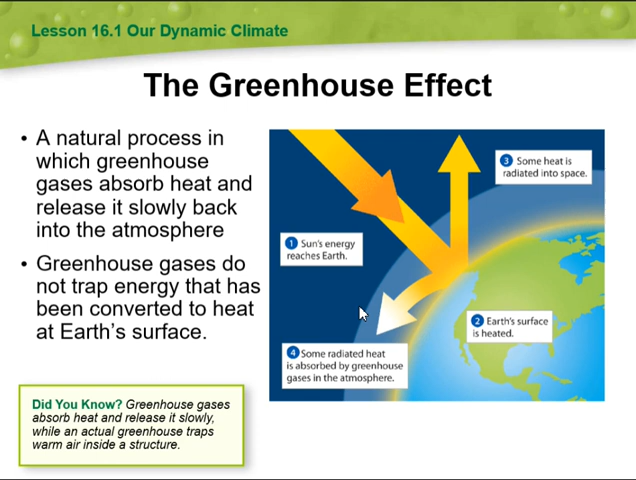 Lesson 16.1 Our Dynamic Climate
The Greenhouse Effect
• A natural process in
which greenhouse
gases absorb heat and
release it slowly back
into the atmosphere
• Greenhouse gases do
not trap energy that has
been converted to heat
at Earth's surface.
Did You Know? Greenhouse gases
absorb heat and release it slowly,
while an actual greenhouse traps
warm air inside a structure.
1 Sun's energy
reaches Earth.
2 Earth's surface
is heated.
3 Some heat is
radiated into space.
4 Some radiated heat
is absorbed by greenhouse
gases in the atmosphere.